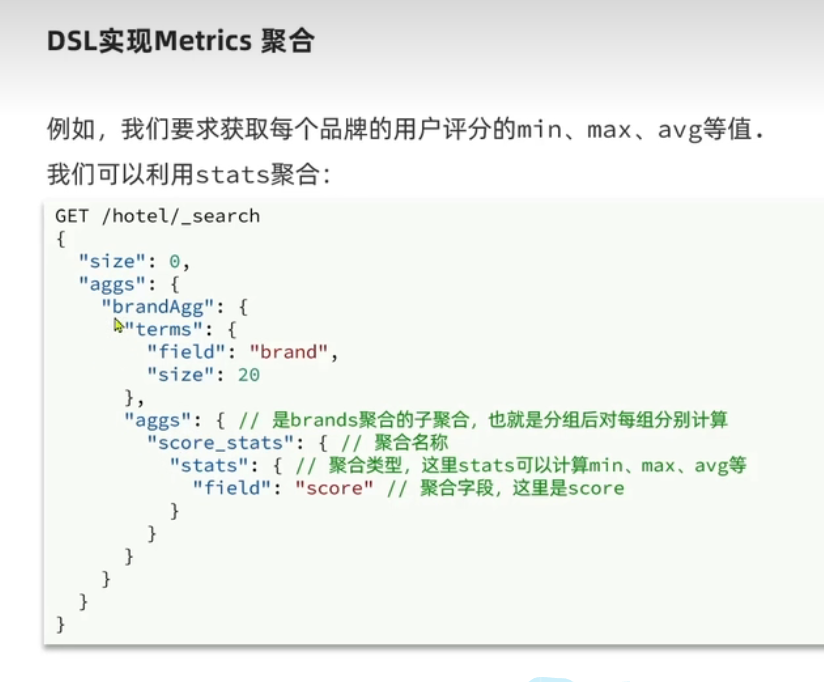 DSL实现Metrics 聚合
例如，我们要求获取每个品牌的用户评分的min、max、avg等值.
我们可以利用stats聚合：
GET /hotel/_search
{
  "size": 0,
  "aggs": {
    "brandAgg": {
      "terms": {
        "field": "brand",
        "size": 20
      },
      "aggs": { // 是brands聚合的子聚合，也就是分组后对每组分别计算
        "score_stats": { // 聚合名称
          "stats": { // 聚合类型，这里stats可以计算min、max、avg等
            "field": "score" // 聚合字段，这里是score
          }
        }
      }
    }
  }
}